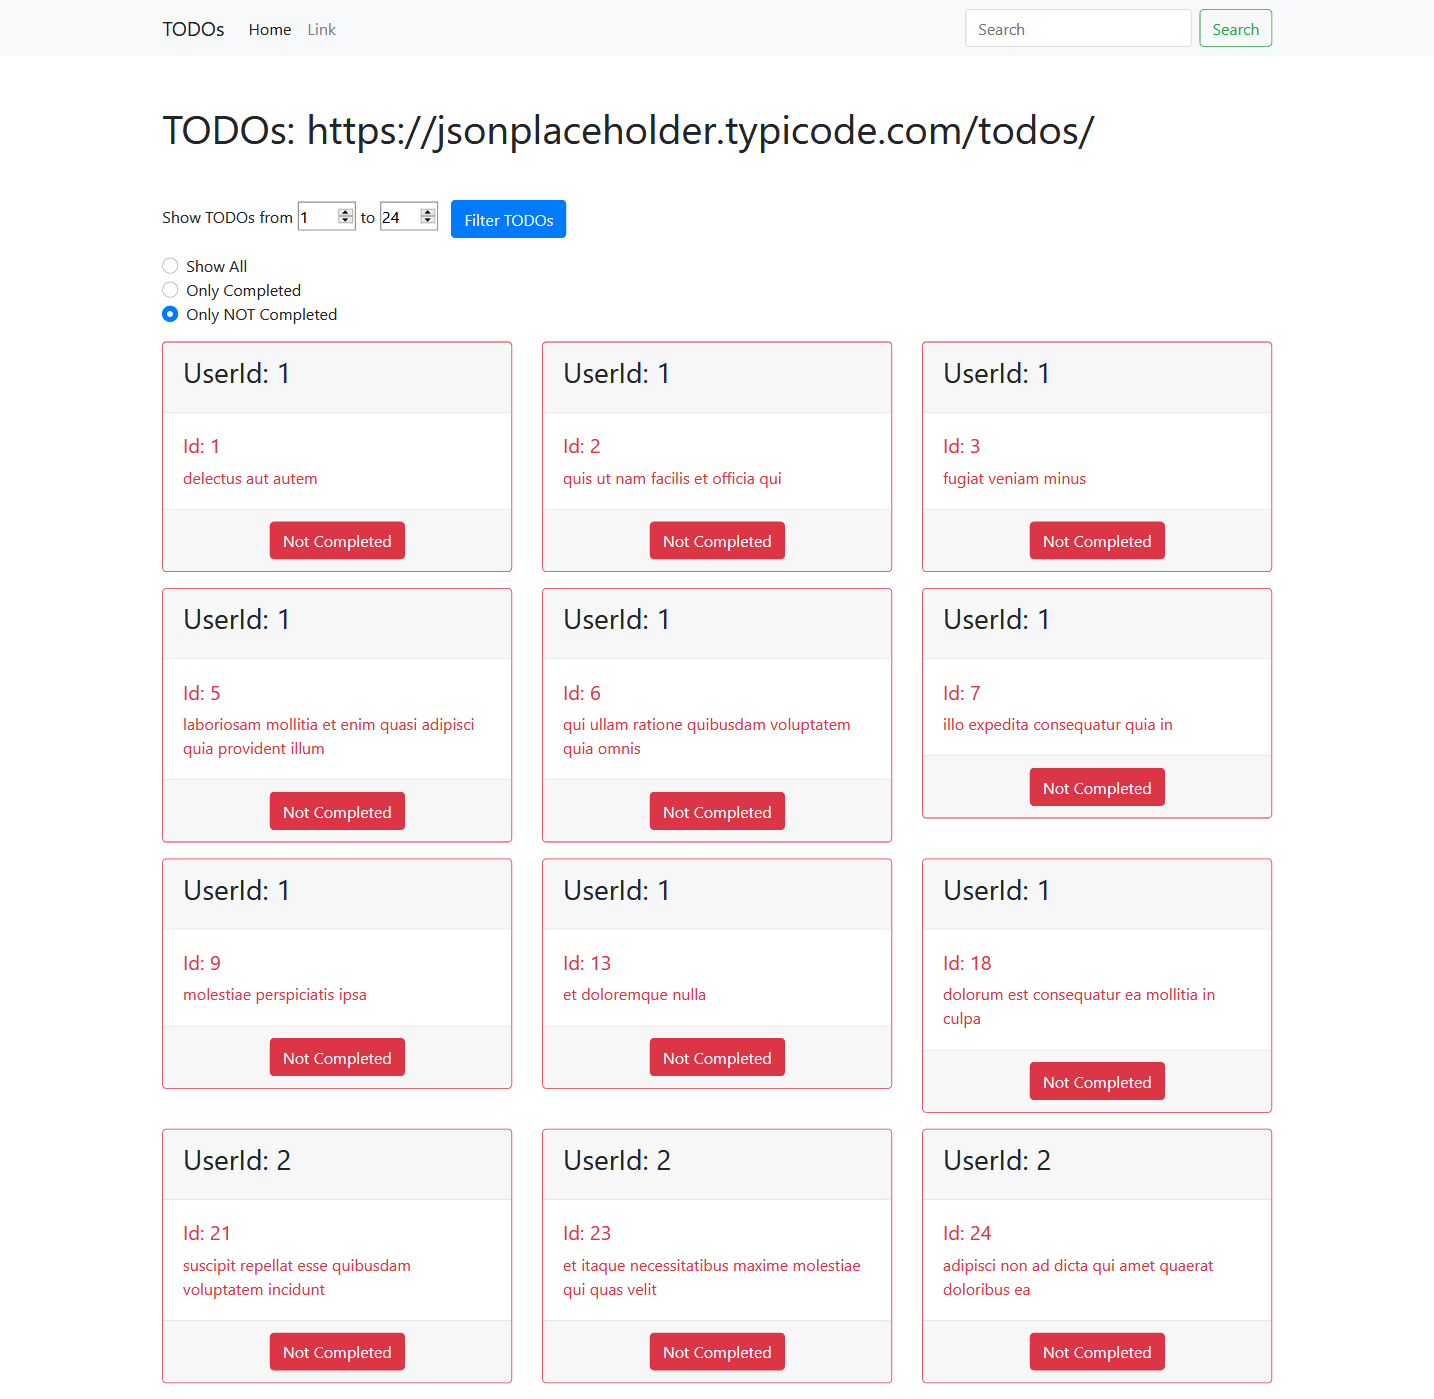 TODOs Home Link Search Search
TODOs: https://jsonplaceholder.typicode.com/todos/
Show TODOs from 1 to 24 Filter TODOs
Show All
Only Completed
Only NOT Completed
UserId: 1
Id: 1
delectus aut autem
Not Completed
UserId: 1
Id: 2
quis ut nam facilis et officia qui
Not Completed
UserId: 1
Id: 3
fugiat veniam minus
Not Completed
UserId: 1
Id: 5
laboriosam mollitia et enim quasi adipisci
quia provident illum
Not Completed
UserId: 1
Id: 6
qui ullam ratione quibusdam voluptatem
quia omnis
Not Completed
UserId: 1
Id: 7
illo expedita consequatur quia in
Not Completed
UserId: 1
Id: 9
molestiae perspiciatis ipsa
Not Completed
UserId: 1
Id: 13
et doloremque nulla
Not Completed
UserId: 1
Id: 18
dolorum est consequatur ea mollitia in
culpa
Not Completed
UserId: 2
Id: 21
suscipit repellat esse quibusdam
voluptatem incidunt
Not Completed
UserId: 2
Id: 23
et itaque necessitatibus maxime molestiae
qui quas velit
Not Completed
UserId: 2
Id: 24
adipisci non ad dicta qui amet quaerat
doloribus ea
Not Completed